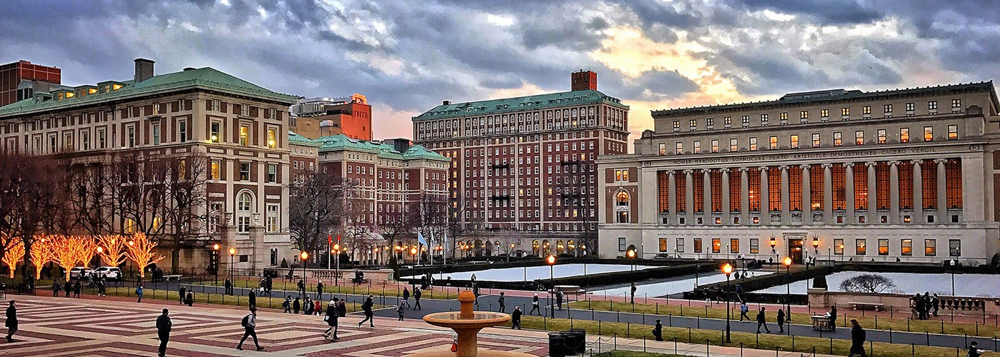 HOMER HERODOTUS SOPHOCLES PLATO ARISTOTLE DEMOSTHENES CICERO VERGIL